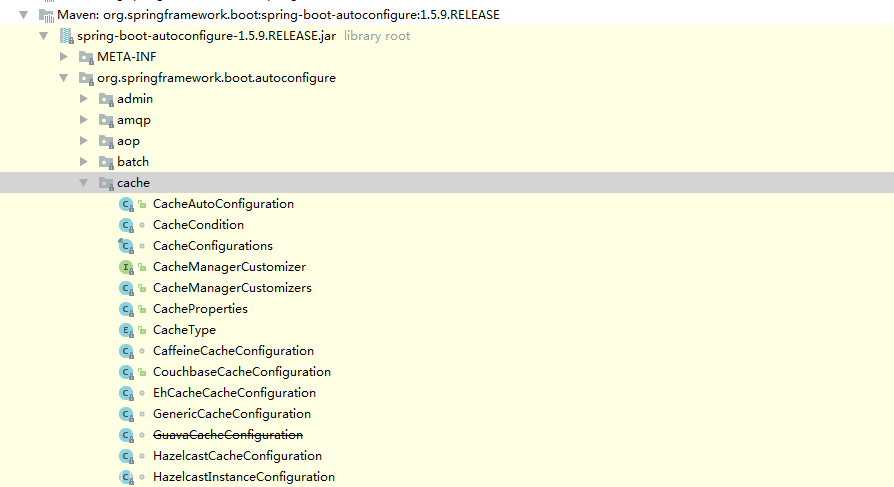 Maven: org.springframework.boot:spring-boot-autoconfigure:1.5.9.RELEASE
spring-boot-autoconfigure-1.5.9.RELEASE.jar library root
META-INF
org.springframework.boot.autoconfigure
admin
amqp
aop
batch
cache
CacheAutoConfiguration
CacheCondition
CacheConfigurations
CacheManagerCustomizer
CacheManagerCustomizers
CacheProperties
CacheType
CaffeineCacheConfiguration
CouchbaseCacheConfiguration
EhCacheCacheConfiguration
GenericCacheConfiguration
GuavaCacheConfiguration
HazelcastCacheConfiguration
HazelcastInstanceConfiguration